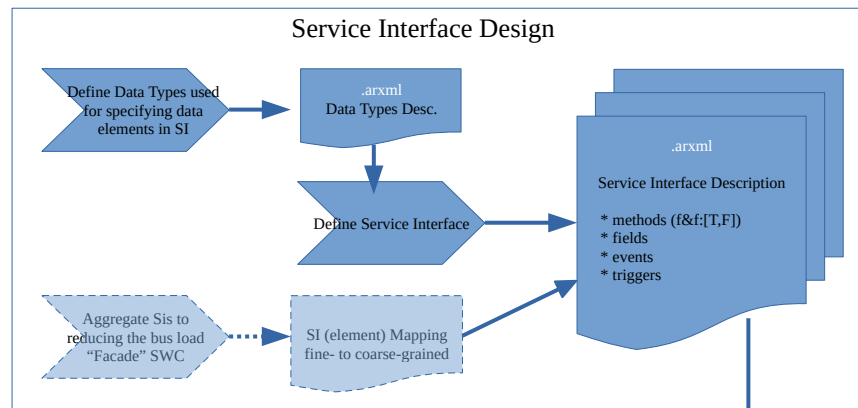 Service Interface Design
Define Data Types used
for specifying data
elements in SI
.arxml
Data Types Desc.
Define Service Interface
.arxml
Service Interface Description
* methods (f&f:[T,F])
* fields
* events
* triggers
Aggregate Sis to
reducing the bus load
“Facade” SWC
SI (element) Mapping
fine- to coarse-grained